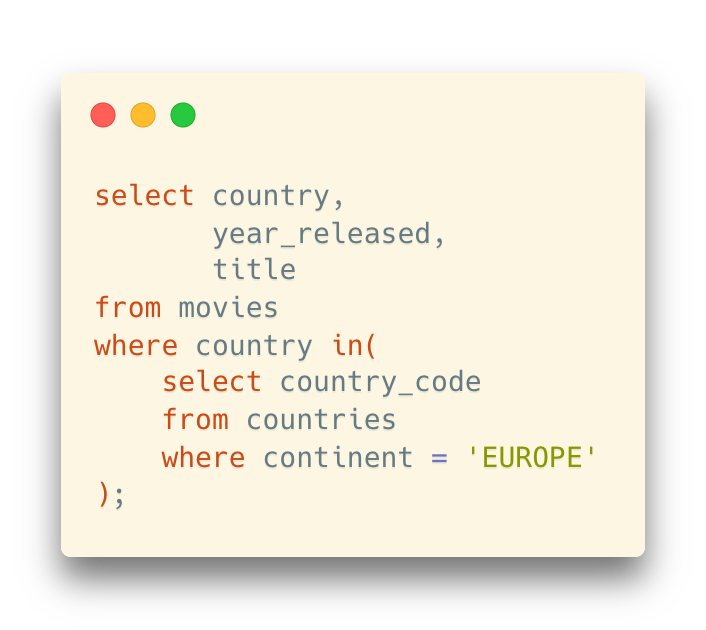 select country,
       year_released,
       title
from movies
where country in(
    select country_code
    from countries
    where continent = 'EUROPE'
);